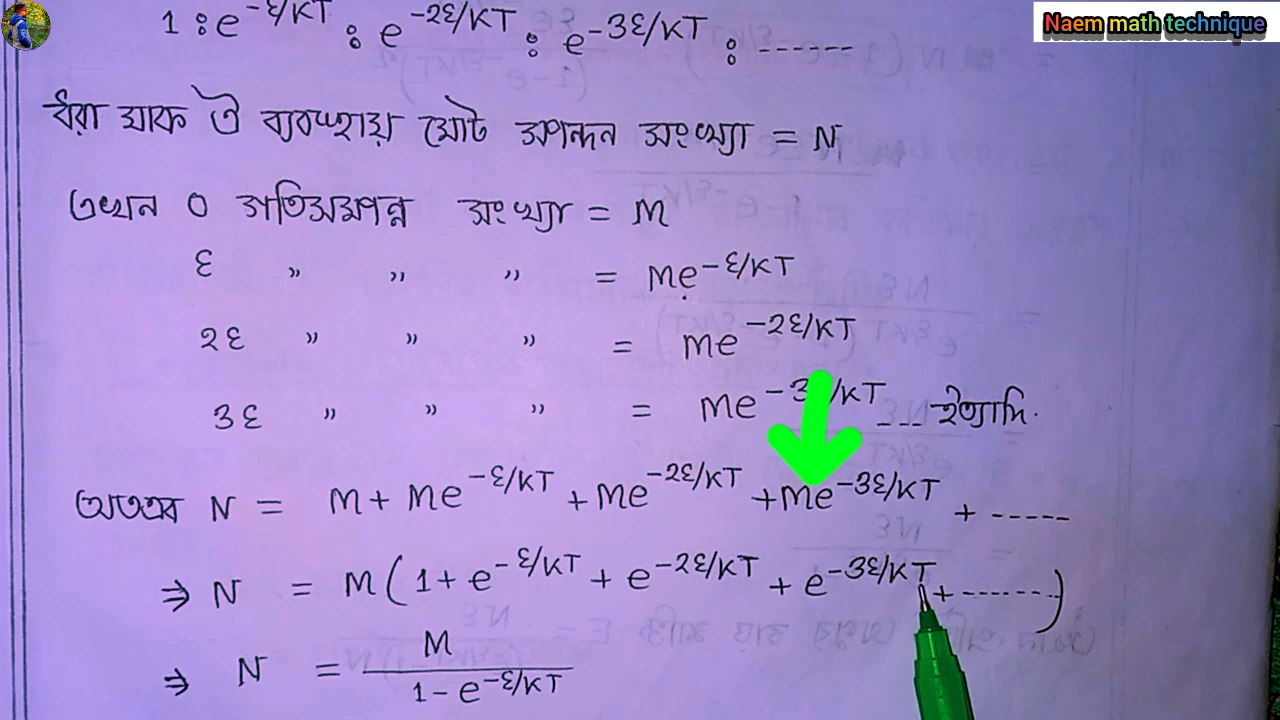 Naem math technique
1 : e^-ε/KT : e^-2ε/KT : e^-3ε/KT : ------
ধরা যাক ঐ ব্যবস্থায় মোট স্পন্দন সংখ্যা = N
তখন 0 গতিসম্পন্ন সংখ্যা = M
ε " " " = Me^-ε/KT
2ε " " " = Me^-2ε/KT
3ε " " " = Me^-3ε/KT --- ইত্যাদি.
অতএব N = M + Me^-ε/KT + Me^-2ε/KT + Me^-3ε/KT + -----
⇒ N = M(1 + e^-ε/KT + e^-2ε/KT + e^-3ε/KT + -------)
⇒ N = M / 1 - e^-ε/KT